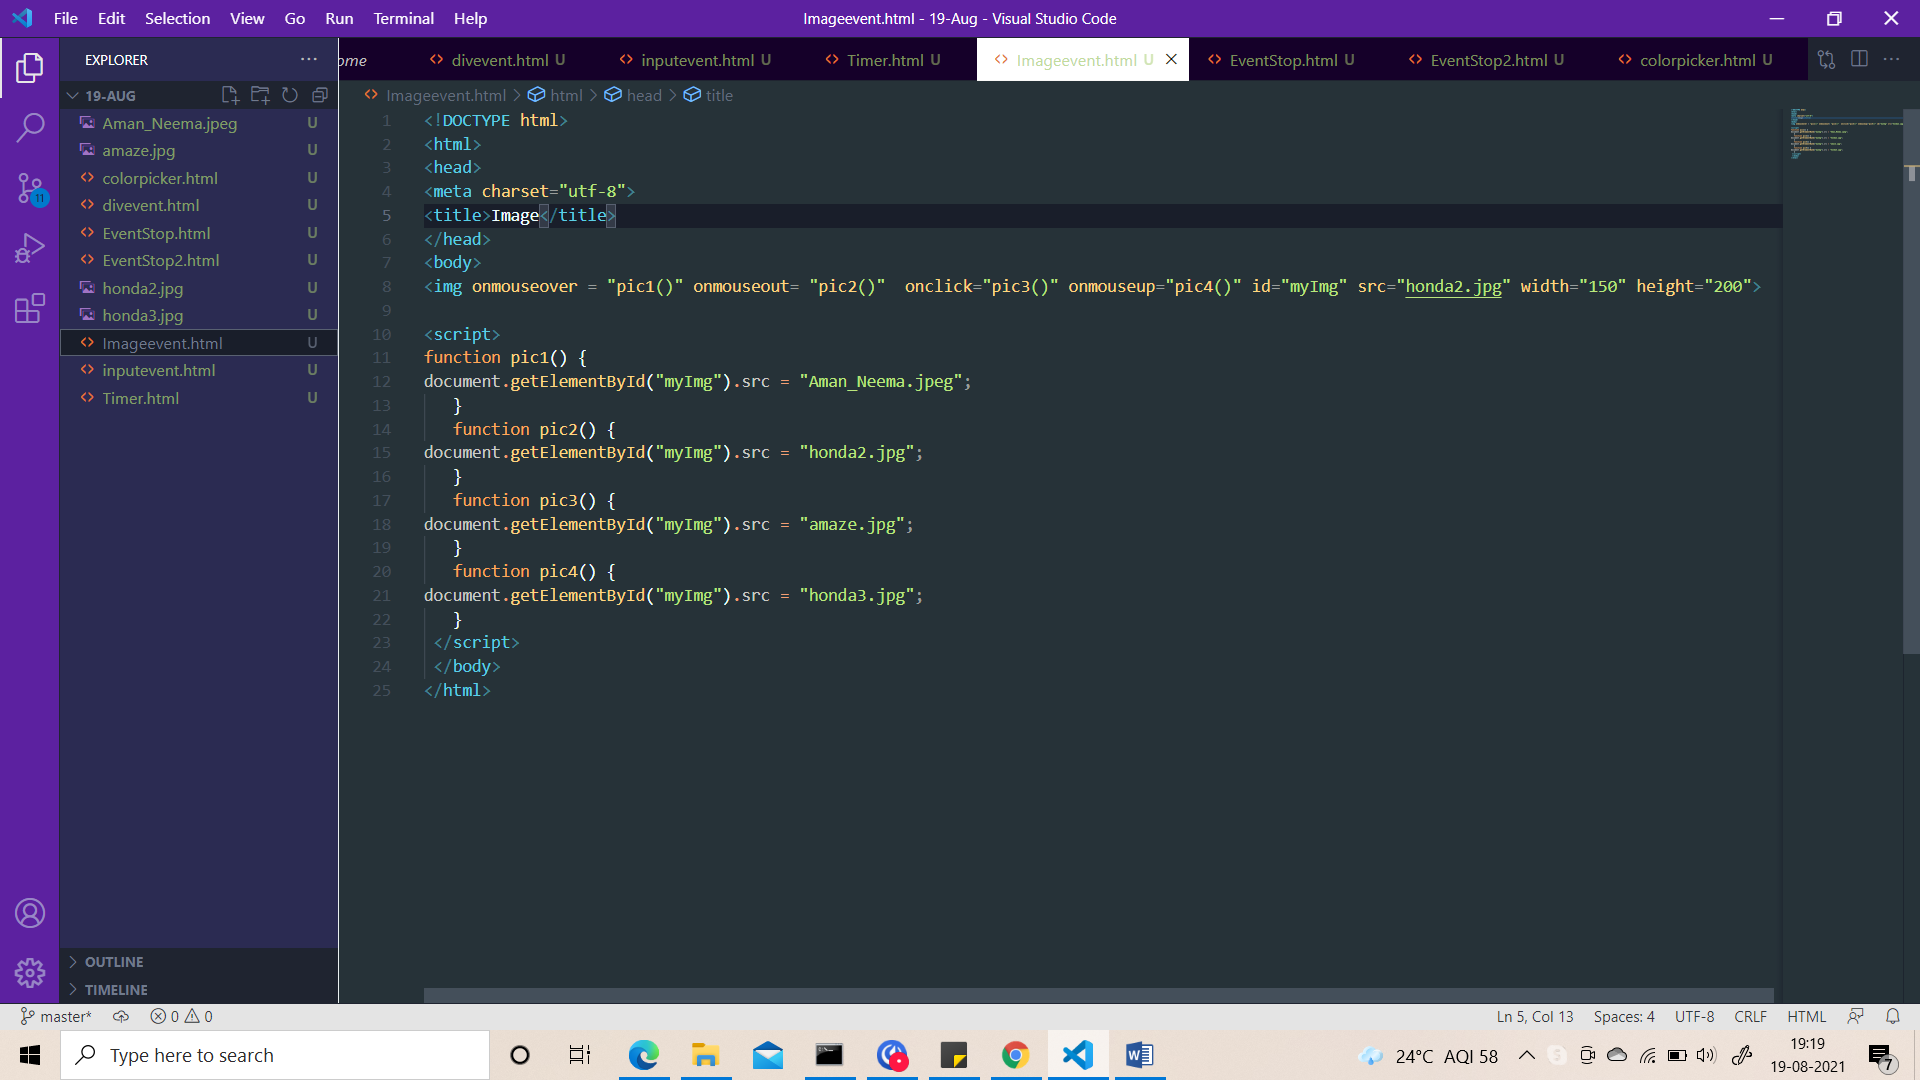 File Edit Selection View Go Run Terminal Help
Imageevent.html - 19-Aug - Visual Studio Code
EXPLORER
ome
divevent.html U
inputevent.html U
Timer.html U
Imageevent.html U
EventStop.html U
EventStop2.html U
colorpicker.html U
19-AUG
Imageevent.html > html > head > title
Aman_Neema.jpeg U
amaze.jpg U
colorpicker.html U
divevent.html U
EventStop.html U
EventStop2.html U
honda2.jpg U
honda3.jpg U
Imageevent.html U
inputevent.html U
Timer.html U
11
1 <!DOCTYPE html>
2 <html>
3 <head>
4 <meta charset="utf-8">
5 <title>Image</title>
6 </head>
7 <body>
8 <img onmouseover = "pic1()" onmouseout= "pic2()"  onclick="pic3()" onmouseup="pic4()" id="myImg" src="honda2.jpg" width="150" height="200">
9
10 <script>
11 function pic1() {
12 document.getElementById("myImg").src = "Aman_Neema.jpeg";
13    }
14    function pic2() {
15 document.getElementById("myImg").src = "honda2.jpg";
16    }
17    function pic3() {
18 document.getElementById("myImg").src = "amaze.jpg";
19    }
20    function pic4() {
21 document.getElementById("myImg").src = "honda3.jpg";
22    }
23  </script>
24  </body>
25 </html>
OUTLINE
TIMELINE
master* 0 0 Ln 5, Col 13 Spaces: 4 UTF-8 CRLF HTML
Type here to search
24°C AQI 58
19:19
19-08-2021
7